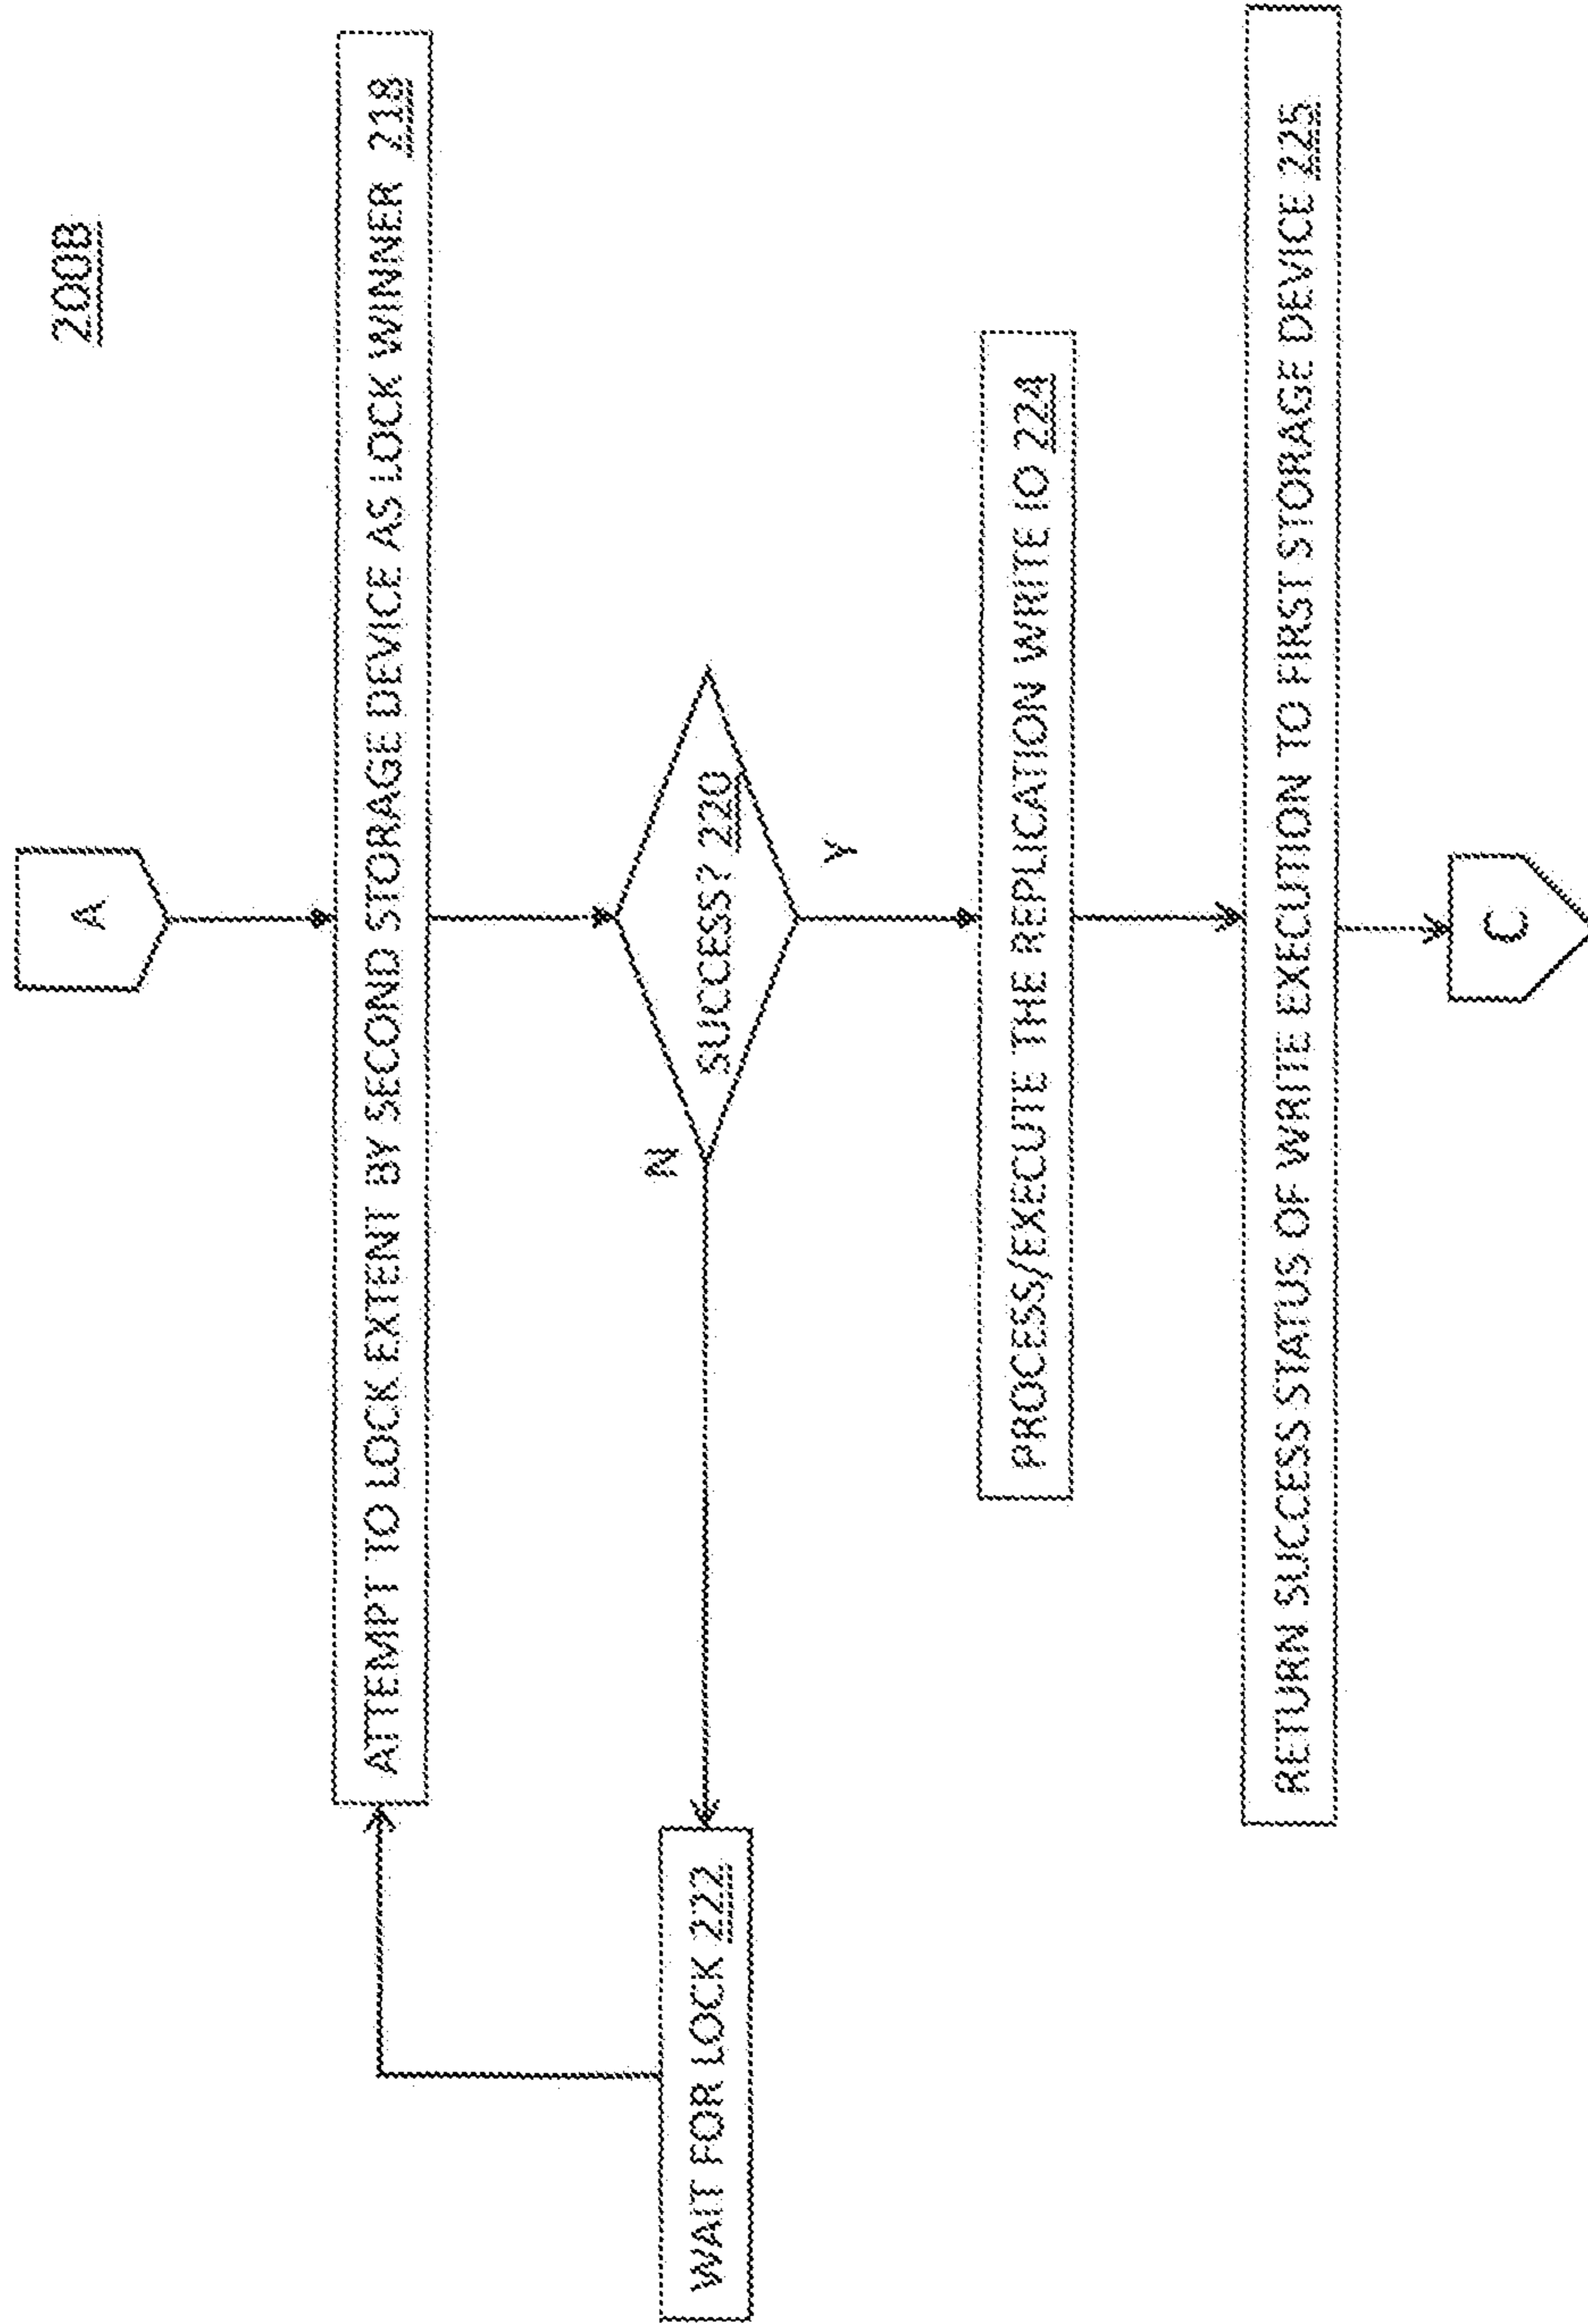 200B
A
ATTEMPT TO LOCK EXTENT BY SECOND STORAGE DEVICE AS LOCK WINNER 218
SUCCESS? 220
N
Y
WAIT FOR LOCK 222
PROCESS/EXECUTE THE REPLICATION WRITE IO 224
RETURN SUCCESS STATUS OF WRITE EXECUTION TO FIRST STORAGE DEVICE 225
C